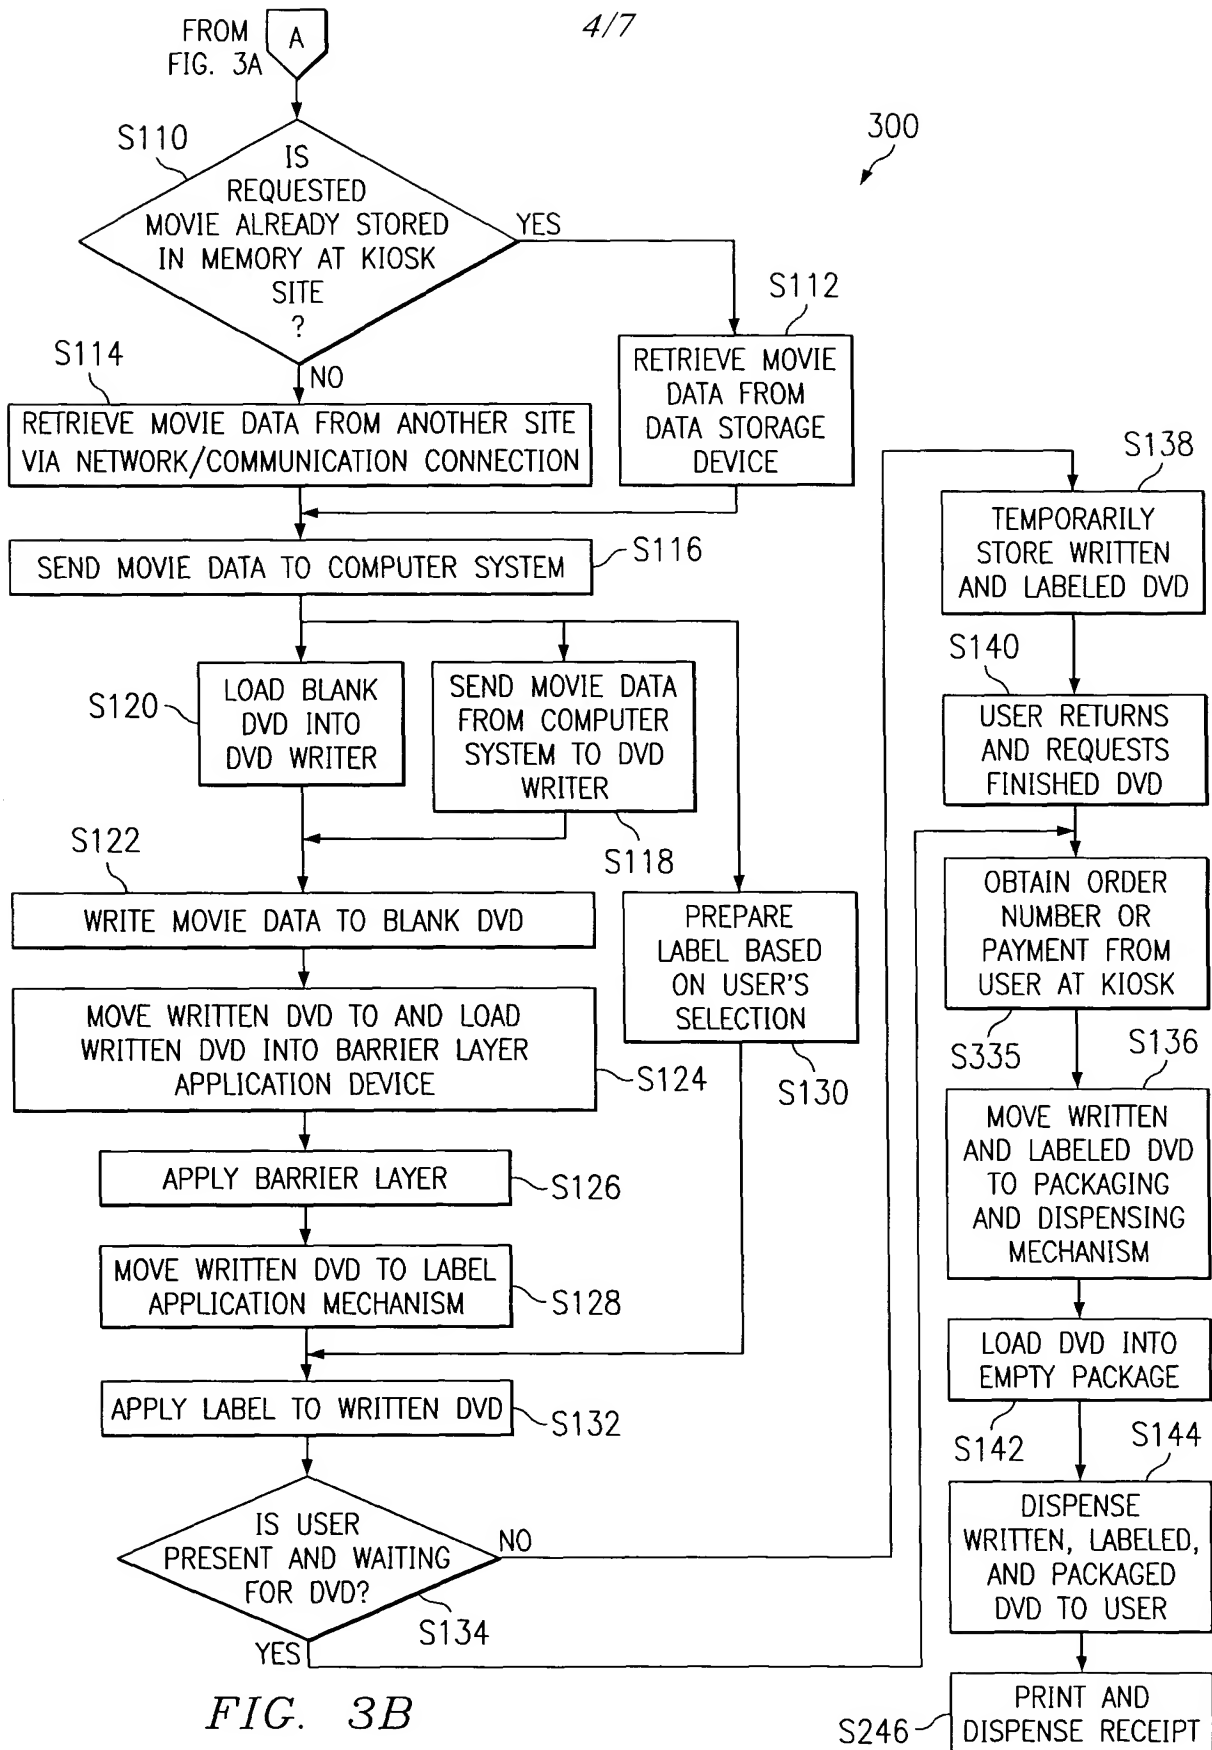 4/7
FROM
FIG. 3A
A
300
S110
IS
REQUESTED
MOVIE ALREADY STORED
IN MEMORY AT KIOSK
SITE
?
YES
NO
S112
RETRIEVE MOVIE
DATA FROM
DATA STORAGE
DEVICE
S114
RETRIEVE MOVIE DATA FROM ANOTHER SITE
VIA NETWORK/COMMUNICATION CONNECTION
SEND MOVIE DATA TO COMPUTER SYSTEM
S116
S120
LOAD BLANK
DVD INTO
DVD WRITER
SEND MOVIE DATA
FROM COMPUTER
SYSTEM TO DVD
WRITER
S118
S122
WRITE MOVIE DATA TO BLANK DVD
PREPARE
LABEL BASED
ON USER'S
SELECTION
S130
MOVE WRITTEN DVD TO AND LOAD
WRITTEN DVD INTO BARRIER LAYER
APPLICATION DEVICE
S124
APPLY BARRIER LAYER
S126
MOVE WRITTEN DVD TO LABEL
APPLICATION MECHANISM
S128
APPLY LABEL TO WRITTEN DVD
S132
IS USER
PRESENT AND WAITING
FOR DVD?
NO
S134
YES
S138
TEMPORARILY
STORE WRITTEN
AND LABELED DVD
S140
USER RETURNS
AND REQUESTS
FINISHED DVD
OBTAIN ORDER
NUMBER OR
PAYMENT FROM
USER AT KIOSK
S335
S136
MOVE WRITTEN
AND LABELED DVD
TO PACKAGING
AND DISPENSING
MECHANISM
LOAD DVD INTO
EMPTY PACKAGE
S142
S144
DISPENSE
WRITTEN, LABELED,
AND PACKAGED
DVD TO USER
S246
PRINT AND
DISPENSE RECEIPT
FIG. 3B